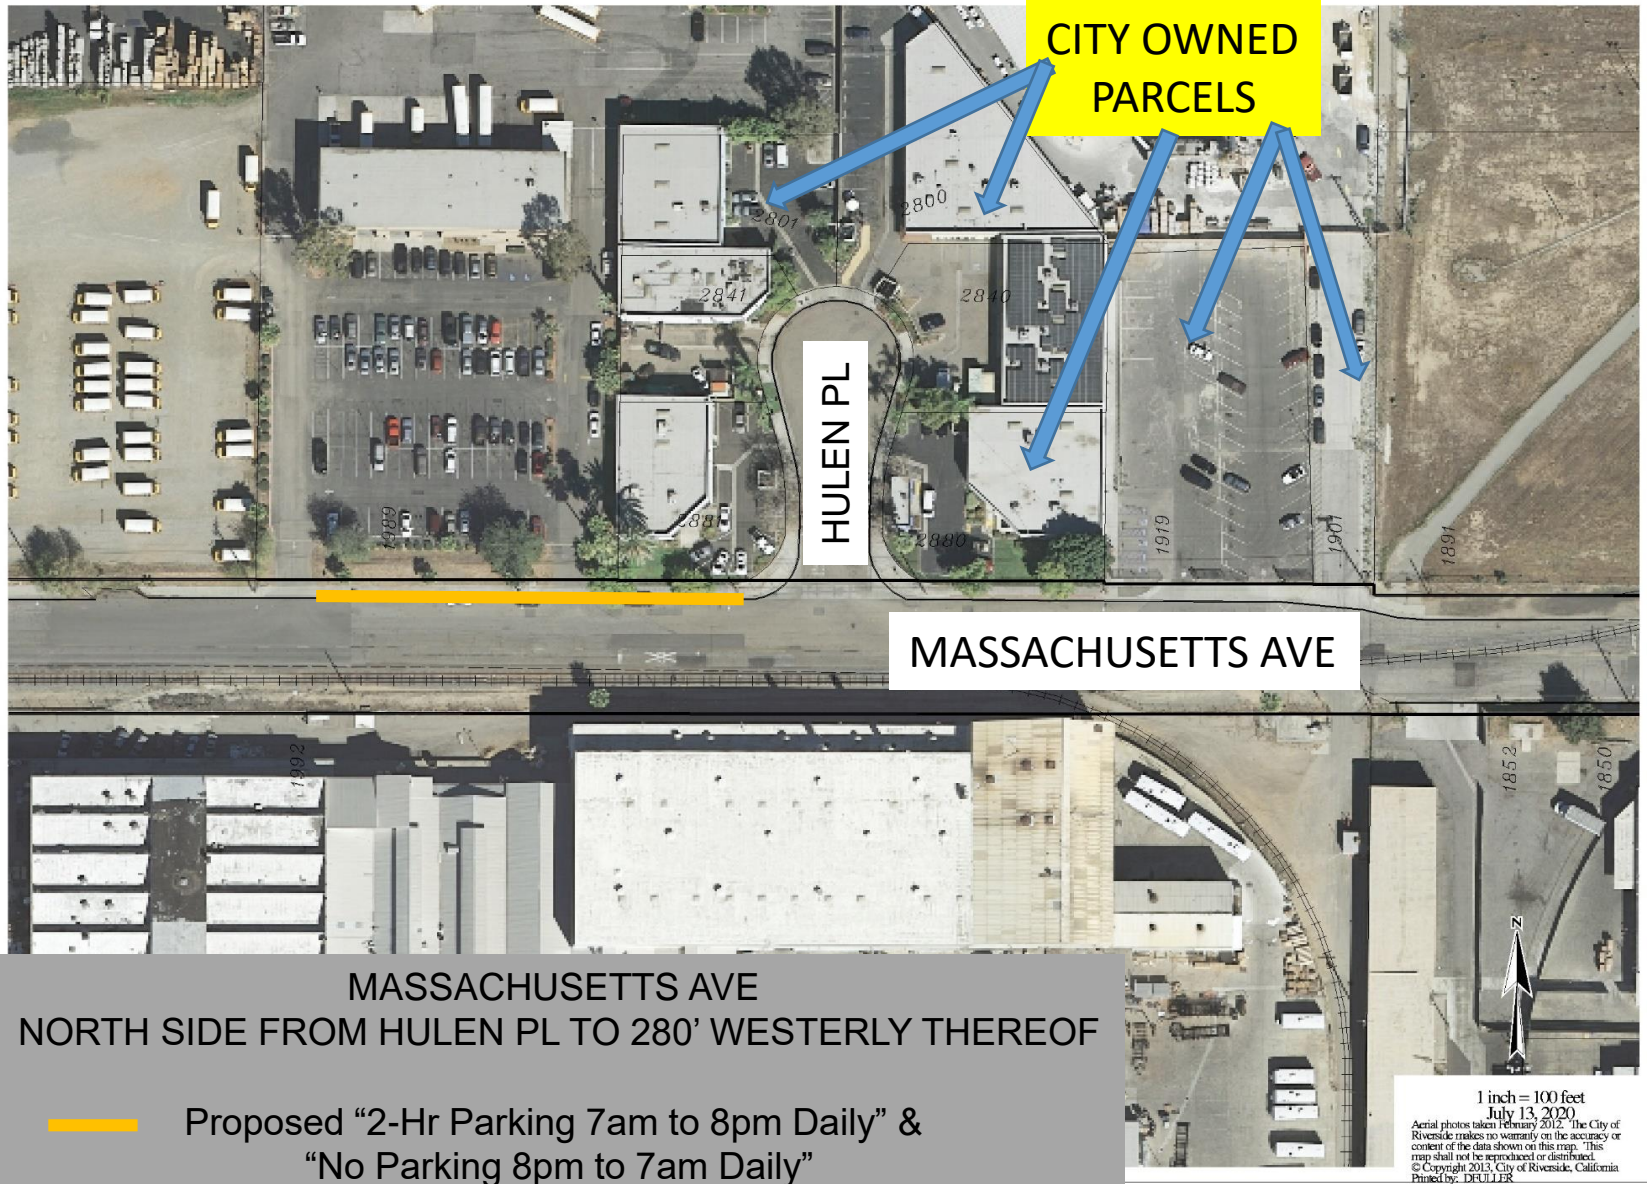 CITY OWNED
PARCELS
2801
2800
2841
2840
HULEN PL
1989
2881
2880
1919
1901
1891
MASSACHUSETTS AVE
1992
1852
1850
N
MASSACHUSETTS AVE
NORTH SIDE FROM HULEN PL TO 280’ WESTERLY THEREOF
Proposed “2-Hr Parking 7am to 8pm Daily” &
“No Parking 8pm to 7am Daily”
1 inch = 100 feet
July 13, 2020
Aerial photos taken February 2012. The City of
Riverside makes no warranty on the accuracy or
content of the data shown on this map. This
map shall not be reproduced or distributed.
© Copyright 2013, City of Riverside, California
Printed by: DFULLER